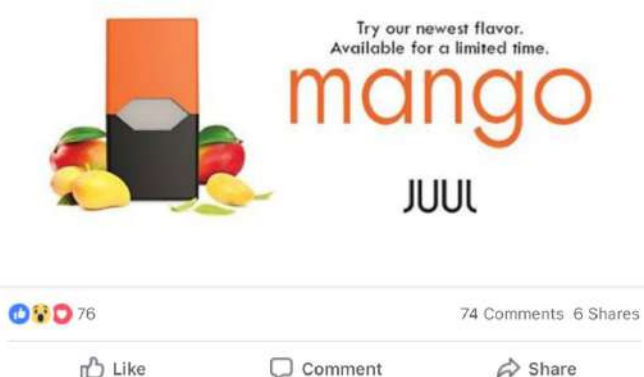 Try our newest flavor.
Available for a limited time.
mango
JUUL
76
74 Comments 6 Shares
Like
Comment
Share